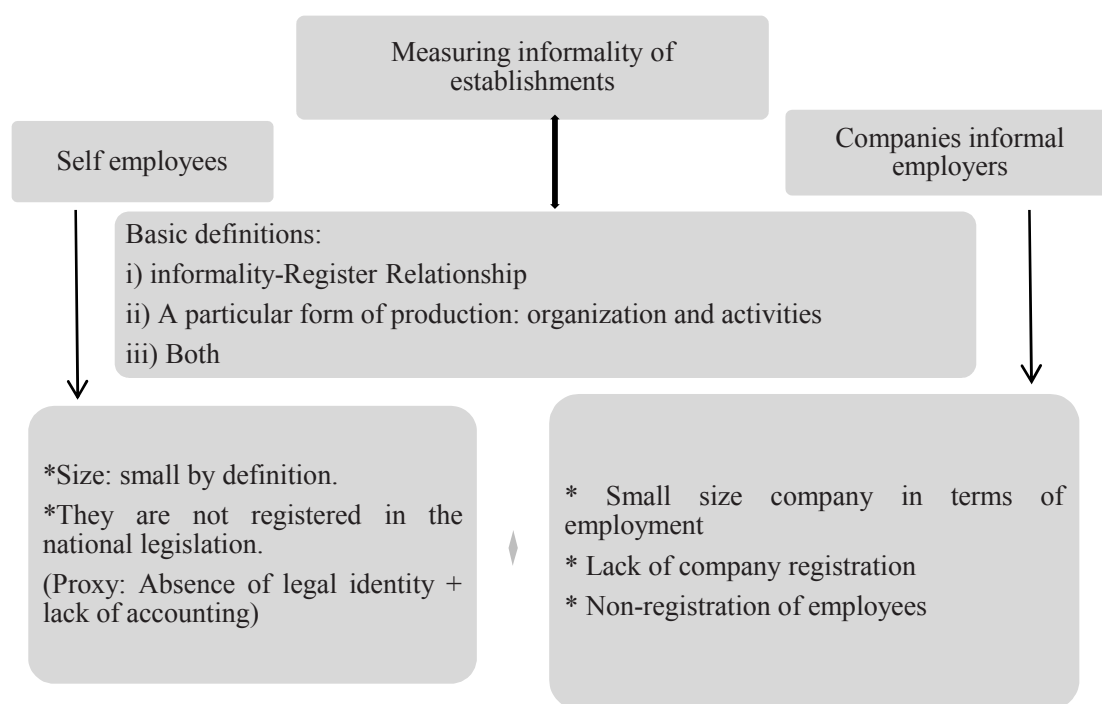 Measuring informality of
establishments
Self employees
Companies informal
employers
Basic definitions:
i) informality-Register Relationship
ii) A particular form of production: organization and activities
iii) Both
*Size: small by definition.
*They are not registered in the
national legislation.
(Proxy: Absence of legal identity +
lack of accounting)
* Small size company in terms of
employment
* Lack of company registration
* Non-registration of employees